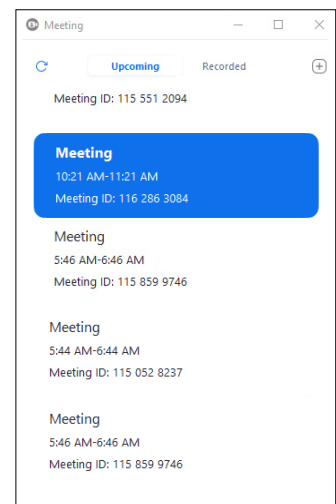 Meeting
Upcoming Recorded
Meeting ID: 115 551 2094
Meeting
10:21 AM-11:21 AM
Meeting ID: 116 286 3084
Meeting
5:46 AM-6:46 AM
Meeting ID: 115 859 9746
Meeting
5:44 AM-6:44 AM
Meeting ID: 115 052 8237
Meeting
5:46 AM-6:46 AM
Meeting ID: 115 859 9746